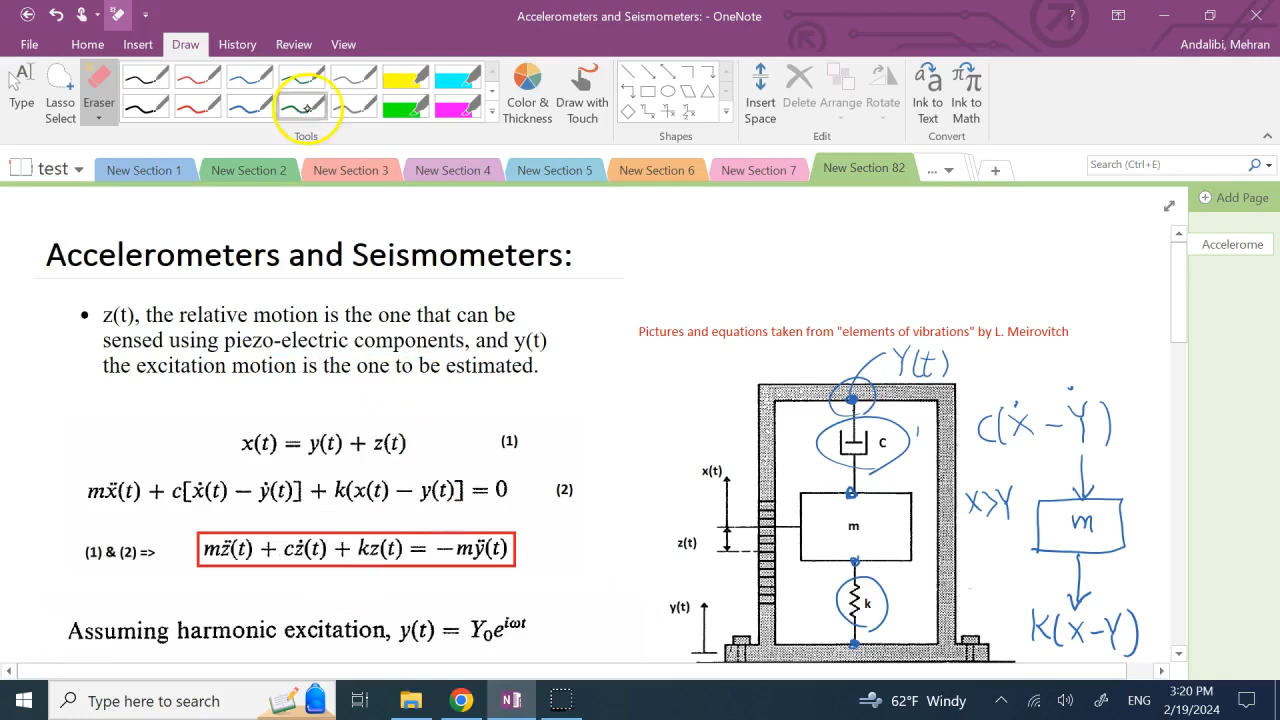 Accelerometers and Seismometers: - OneNote
?
File Home Insert Draw History Review View
Andalibi, Mehran
Type
Lasso Select
Eraser
Color & Thickness
Draw with Touch
Insert Space
Delete
Arrange
Rotate
Ink to Text
Ink to Math
Tools
Shapes
Edit
Convert
test
New Section 1
New Section 2
New Section 3
New Section 4
New Section 5
New Section 6
New Section 7
New Section 82
...
Search (Ctrl+E)
Add Page
Accelerome
Accelerometers and Seismometers:
• z(t), the relative motion is the one that can be
sensed using piezo-electric components, and y(t)
the excitation motion is the one to be estimated.
Pictures and equations taken from "elements of vibrations" by L. Meirovitch
x(t) = y(t) + z(t) (1)
mẍ(t) + c[ẋ(t) − ẏ(t)] + k(x(t) − y(t)] = 0 (2)
(1) & (2) => mz̈(t) + cż(t) + kz(t) = −mÿ(t)
Assuming harmonic excitation, y(t) = Y₀e^{iωt}
Y(t)
c
x(t)
m
z(t)
k
y(t)
C(Ẋ − Ẏ)
X>Y
m
K(X−Y)
Type here to search
62°F Windy
ENG
3:20 PM
2/19/2024